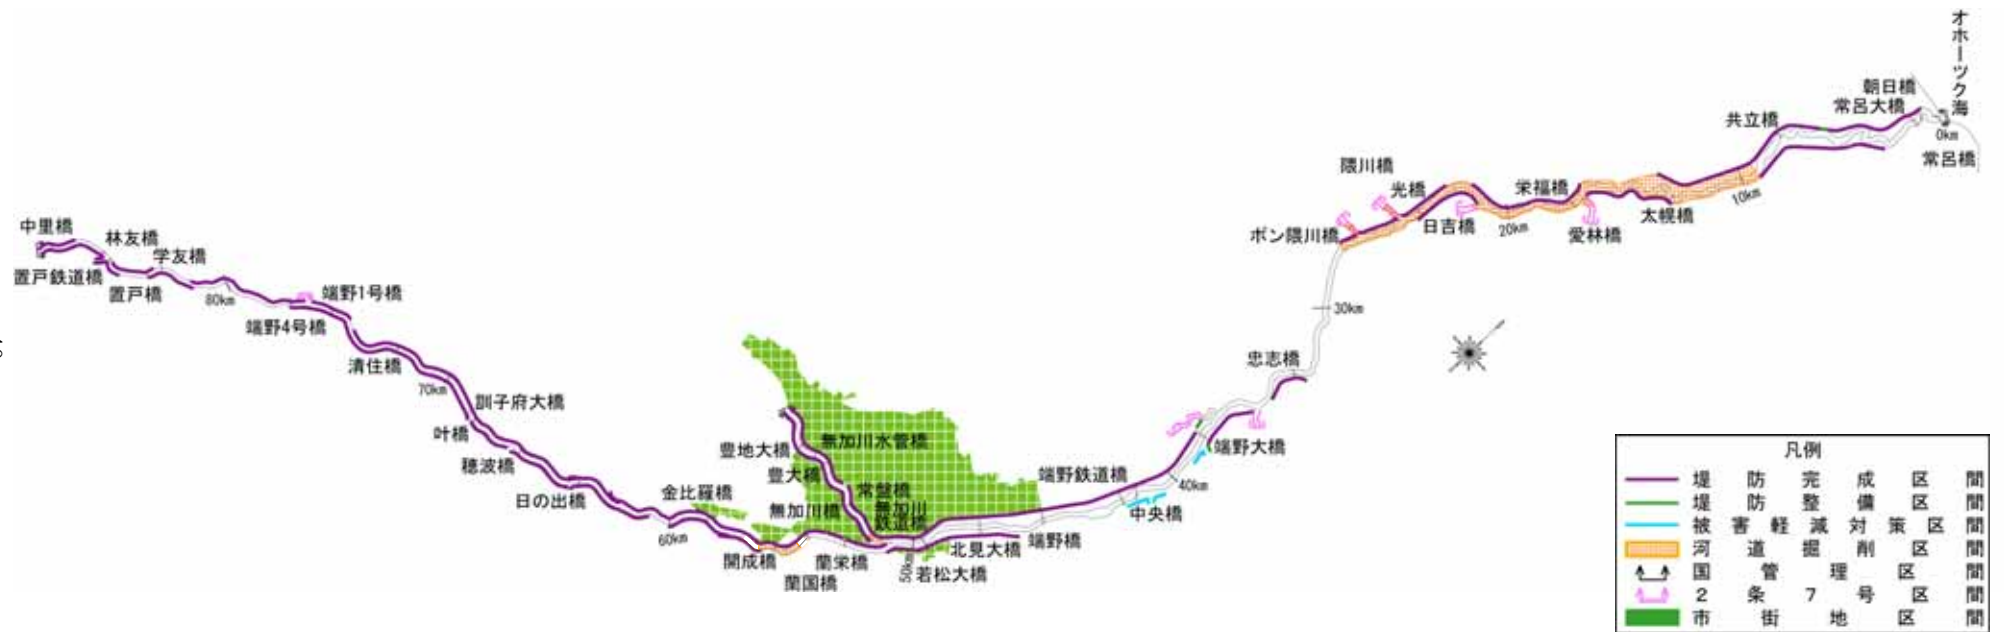 オホーツク海
朝日橋
常呂大橋
共立橋
0km
常呂橋
隈川橋
光橋
栄福橋
10km
太幌橋
日吉橋
20km
愛林橋
ポン隈川橋
中里橋
林友橋
学友橋
置戸鉄道橋
置戸橋
80km
端野1号橋
端野4号橋
清住橋
70km
訓子府大橋
叶橋
穂波橋
日の出橋
金比羅橋
60km
開成橋
蘭国橋
蘭栄橋
豊地大橋
無加川水管橋
豊大橋
常盤橋
無加川橋
無加川
鉄道橋
50km
若松大橋
北見大橋
端野橋
端野鉄道橋
中央橋
40km
端野大橋
忠志橋
30km
凡例
堤防完成区間
堤防整備区間
被害軽減対策区間
河道掘削区間
国管理区間
2条7号区間
市街地区間